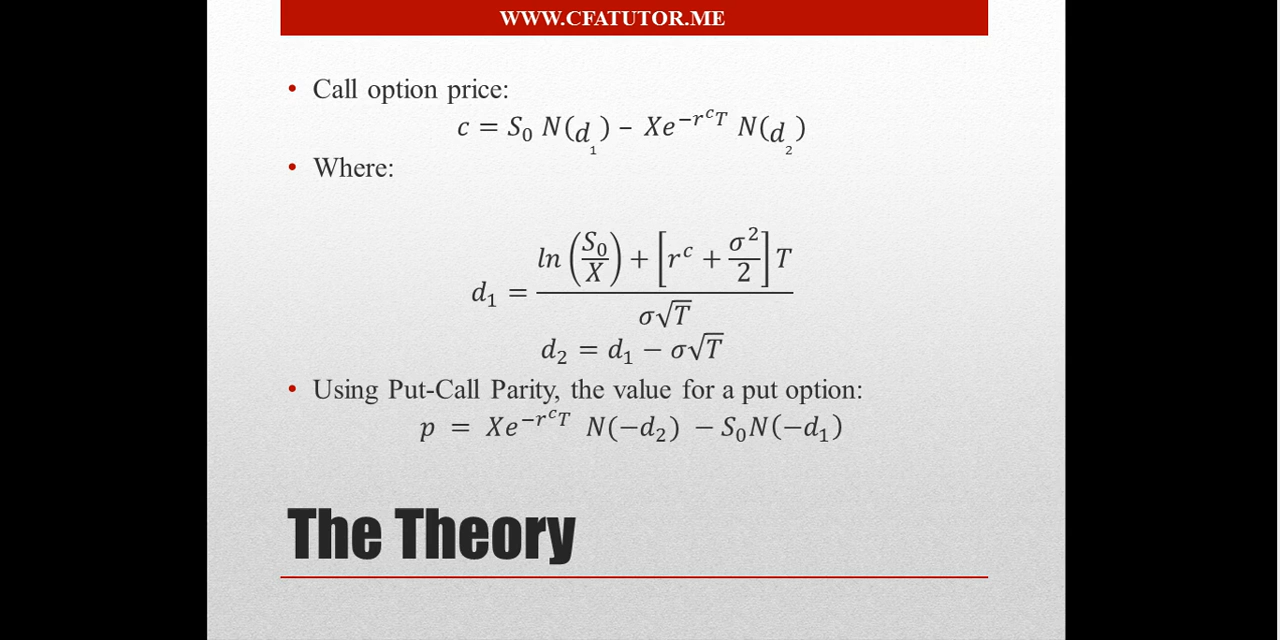 WWW.CFATUTOR.ME
• Call option price:
c = S₀ N(d₁) – Xe^(−r^c T) N(d₂)
• Where:
d₁ = (ln (S₀/X) + [r^c + σ²/2] T) / (σ√T)
d₂ = d₁ − σ√T
• Using Put-Call Parity, the value for a put option:
p = Xe^(−r^c T) N(−d₂) − S₀N(−d₁)
The Theory